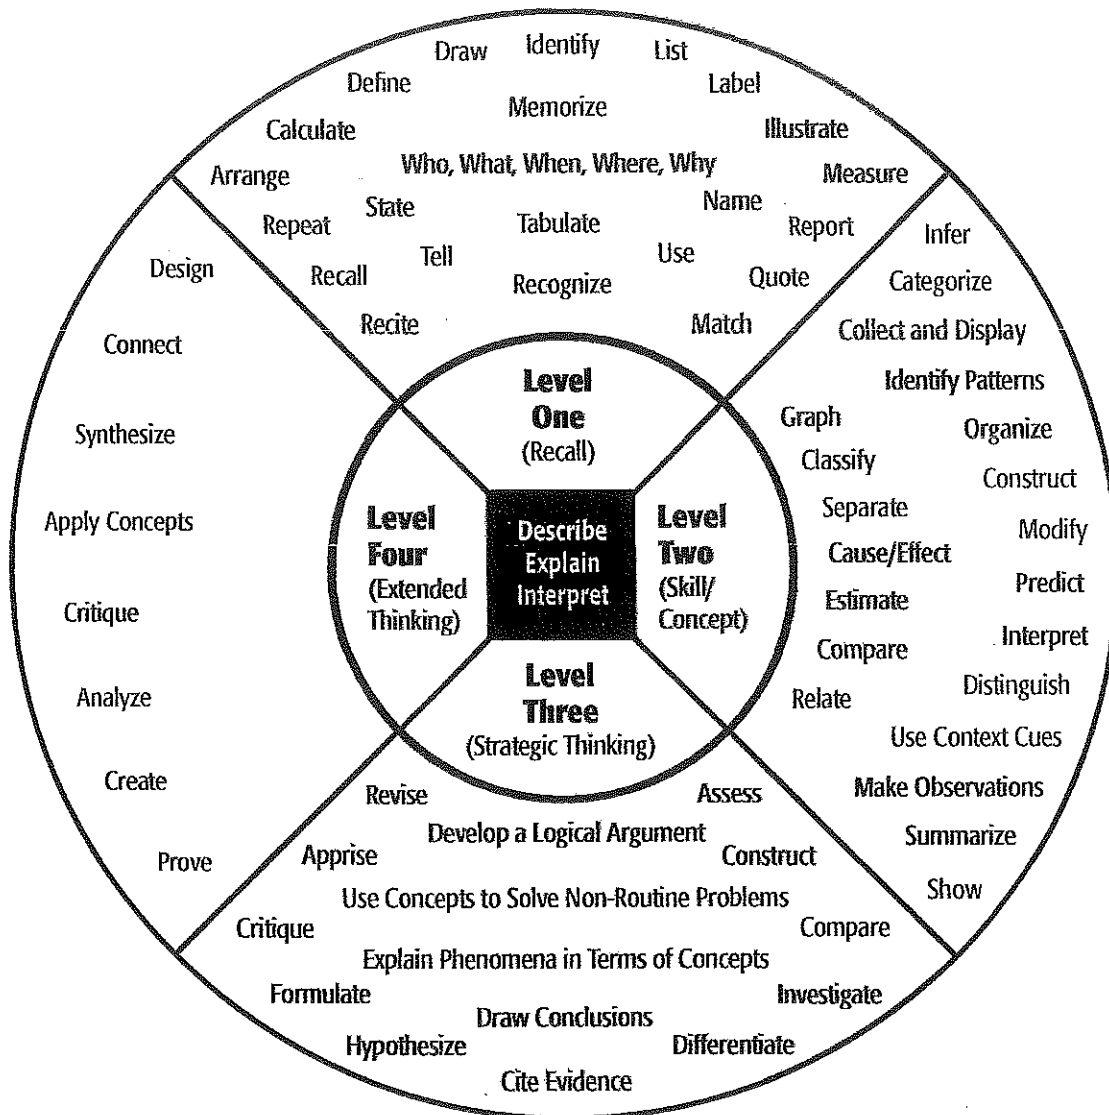 Draw
Identify
List
Define
Label
Calculate
Memorize
Illustrate
Arrange
Who, What, When, Where, Why
Measure
Repeat
State
Tabulate
Name
Report
Recall
Tell
Recognize
Use
Quote
Recite
Match
Level
One
(Recall)
Infer
Categorize
Collect and Display
Identify Patterns
Graph
Organize
Classify
Construct
Separate
Modify
Cause/Effect
Predict
Estimate
Interpret
Compare
Distinguish
Relate
Use Context Cues
Make Observations
Summarize
Show
Level
Two
(Skill/
Concept)
Describe
Explain
Interpret
Level
Three
(Strategic Thinking)
Revise
Assess
Develop a Logical Argument
Apprise
Construct
Use Concepts to Solve Non-Routine Problems
Critique
Compare
Explain Phenomena in Terms of Concepts
Formulate
Investigate
Draw Conclusions
Hypothesize
Differentiate
Cite Evidence
Level
Four
(Extended
Thinking)
Design
Connect
Synthesize
Apply Concepts
Critique
Analyze
Create
Prove